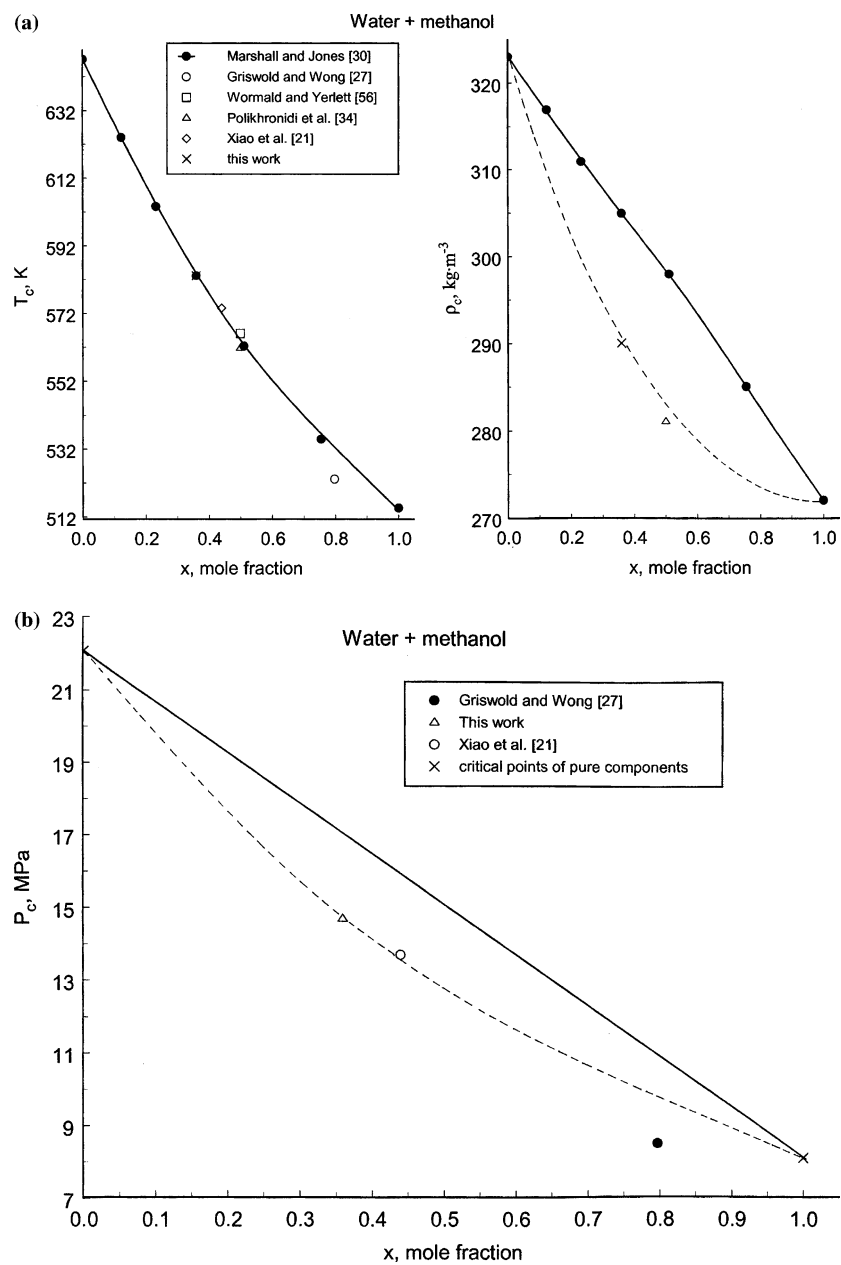 (a)
Water + methanol
Marshall and Jones [30]
Griswold and Wong [27]
Wormald and Yerlett [56]
Polikhronidi et al. [34]
Xiao et al. [21]
this work
T_c, K
632
612
592
572
552
532
512
0.0 0.2 0.4 0.6 0.8 1.0
x, mole fraction
ρ_c, kg·m⁻³
320
310
300
290
280
270
0.0 0.2 0.4 0.6 0.8 1.0
x, mole fraction
(b)
Water + methanol
Griswold and Wong [27]
This work
Xiao et al. [21]
critical points of pure components
P_c, MPa
23
21
19
17
15
13
11
9
7
0.0 0.1 0.2 0.3 0.4 0.5 0.6 0.7 0.8 0.9 1.0
x, mole fraction